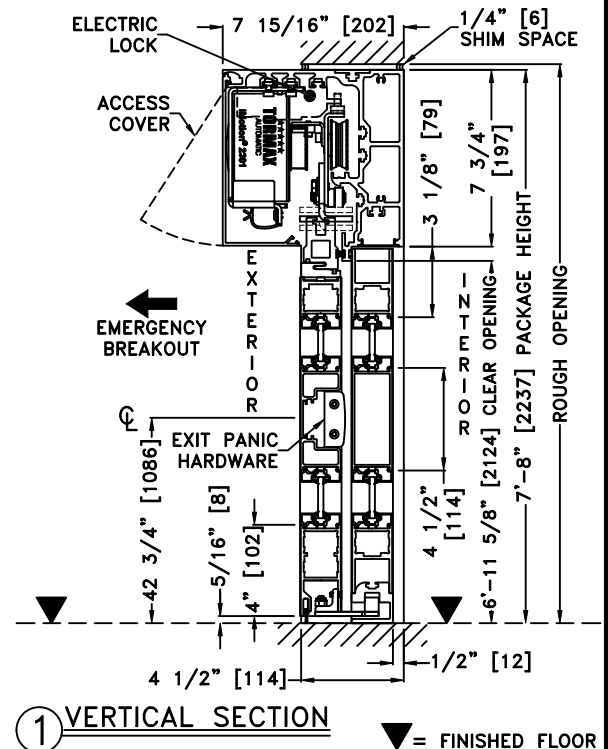 ELECTRIC
LOCK
7 15/16" [202]
1/4" [6]
SHIM SPACE
ACCESS
COVER
TORMAX
AUTOMATIC
iMotion® 2301
3 1/8" [79]
7 3/4"
[197]
EXTERIOR
INTERIOR
EMERGENCY
BREAKOUT
EXIT PANIC
HARDWARE
℄
42 3/4" [1086]
5/16" [8]
4" [102]
4 1/2"
[114]
6'-11 5/8" [2124] CLEAR OPENING
7'-8" [2237] PACKAGE HEIGHT
ROUGH OPENING
1/2" [12]
4 1/2" [114]
1 VERTICAL SECTION
▼= FINISHED FLOOR